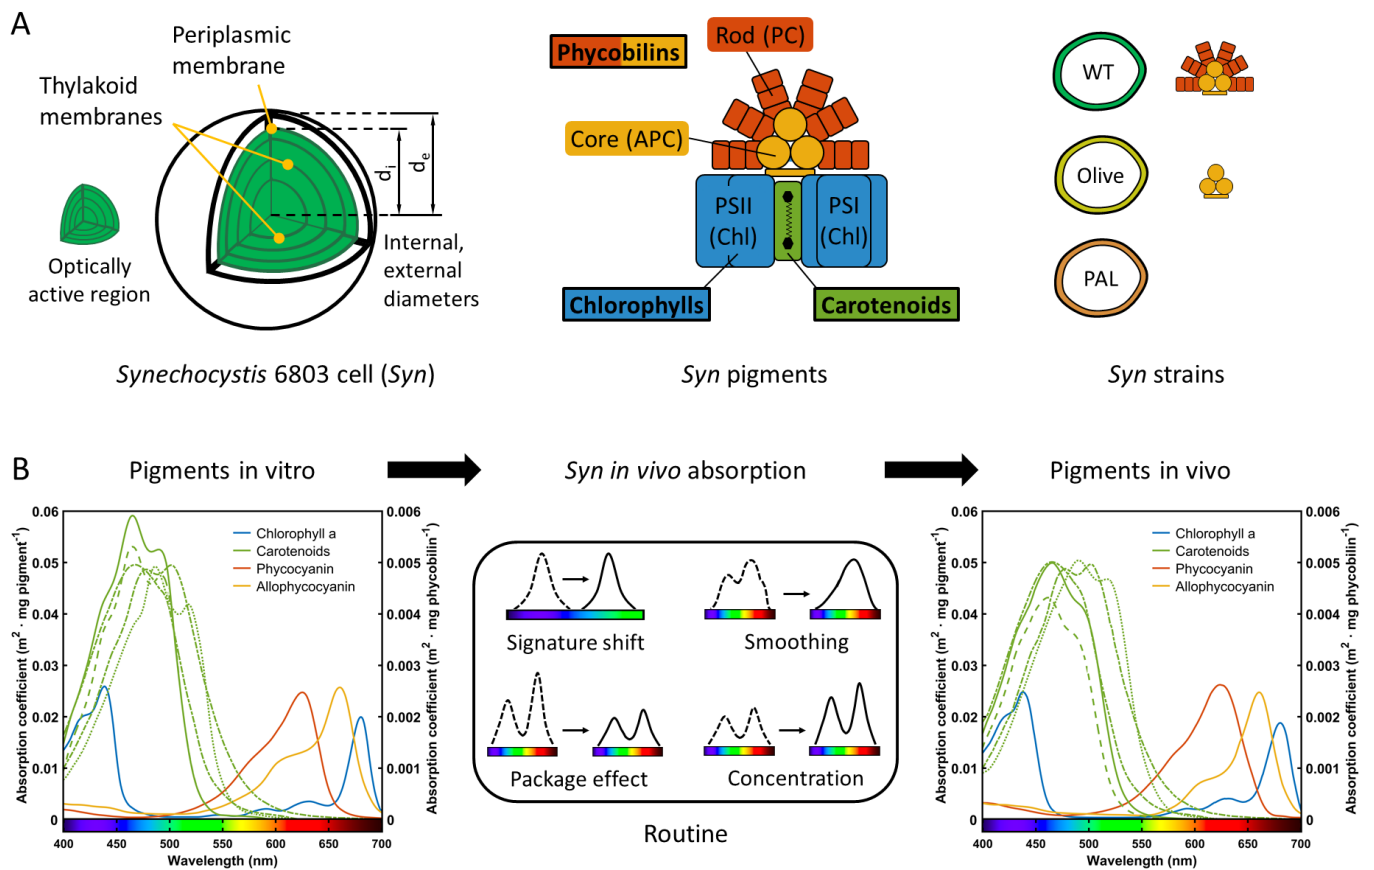 A
Periplasmic
membrane
Thylakoid
membranes
d_i
d_e
Internal,
external
diameters
Optically
active region
Synechocystis 6803 cell (Syn)
Phycobilins
Rod (PC)
Core (APC)
PSII
(Chl)
PSI
(Chl)
Chlorophylls
Carotenoids
Syn pigments
WT
Olive
PAL
Syn strains
B
Pigments in vitro
Syn in vivo absorption
Pigments in vivo
Absorption coefficient (m² · mg pigment⁻¹)
0.06
0.05
0.04
0.03
0.02
0.01
0
Chlorophyll a
Carotenoids
Phycocyanin
Allophycocyanin
0.006
0.005
0.004
0.003
0.002
0.001
0
Absorption coefficient (m² · mg phycobilin⁻¹)
400 450 500 550 600 650 700
Wavelength (nm)
Signature shift
Smoothing
Package effect
Concentration
Routine
Absorption coefficient (m² · mg pigment⁻¹)
0.06
0.05
0.04
0.03
0.02
0.01
0
Chlorophyll a
Carotenoids
Phycocyanin
Allophycocyanin
0.006
0.005
0.004
0.003
0.002
0.001
0
Absorption coefficient (m² · mg phycobilin⁻¹)
400 450 500 550 600 650 700
Wavelength (nm)